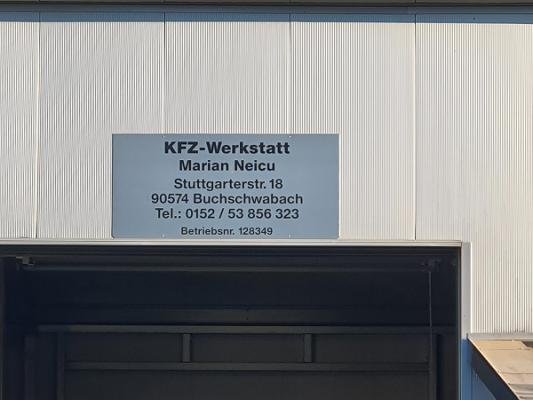 KFZ-Werkstatt
Marian Neicu
Stuttgarterstr. 18
90574 Buchschwabach
Tel.: 0152 / 53 856 323
Betriebsnr. 128349